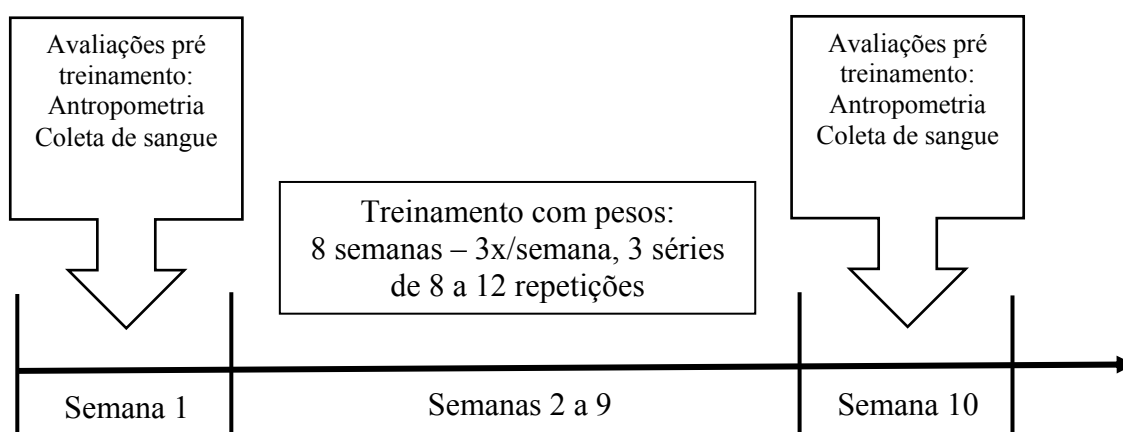 Avaliações pré
treinamento:
Antropometria
Coleta de sangue
Avaliações pré
treinamento:
Antropometria
Coleta de sangue
Treinamento com pesos:
8 semanas – 3x/semana, 3 séries
de 8 a 12 repetições
Semana 1
Semanas 2 a 9
Semana 10